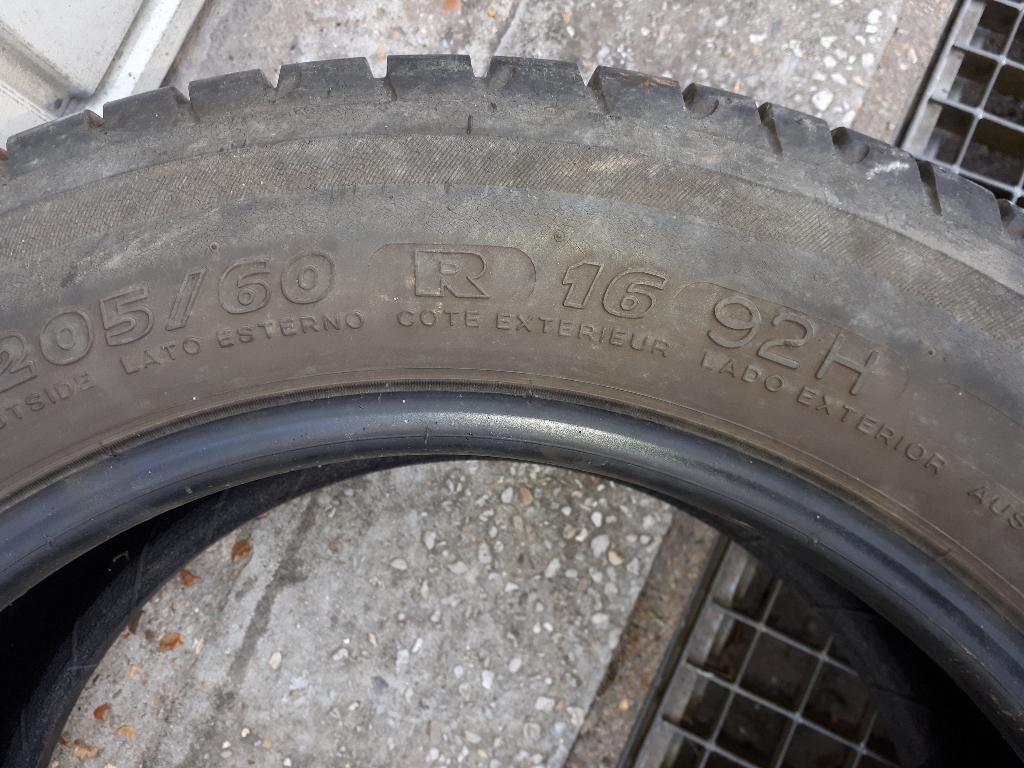 205/60 R 16 92H
LATO ESTERNO COTE EXTERIEUR LADO EXTERIOR